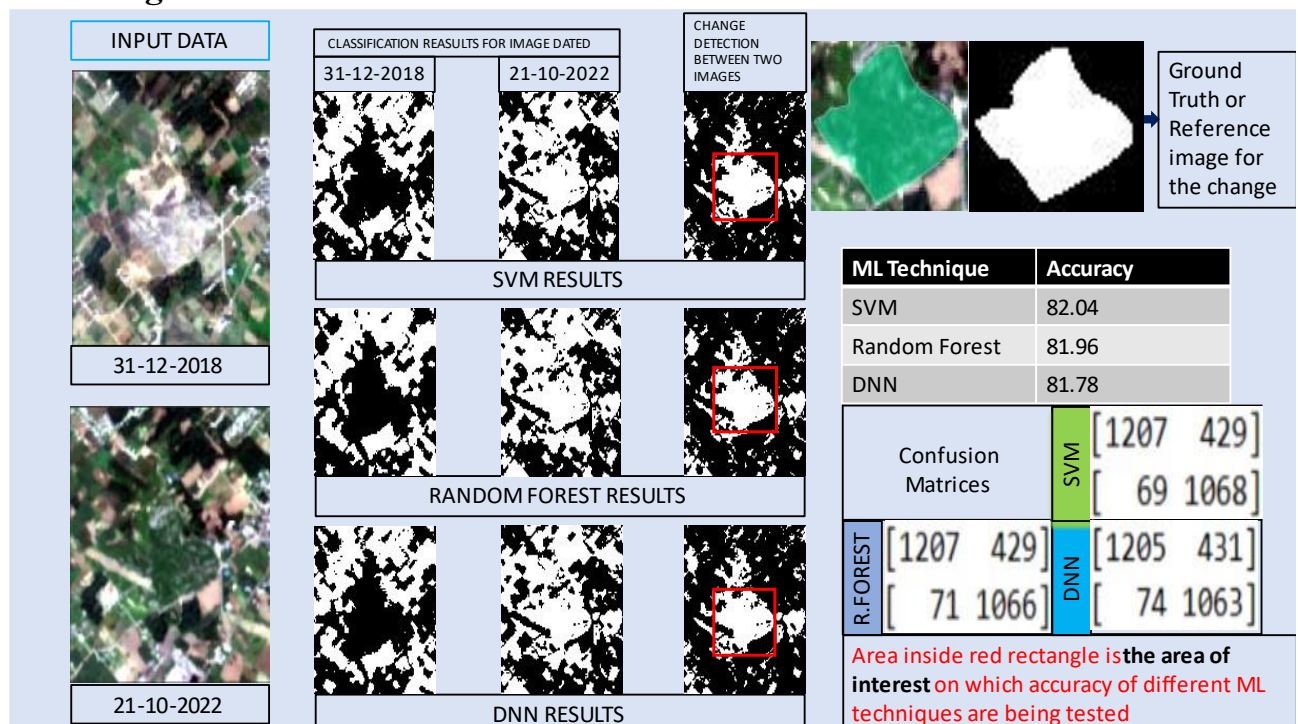 INPUT DATA
31-12-2018
21-10-2022
CLASSIFICATION REASULTS FOR IMAGE DATED
31-12-2018
21-10-2022
CHANGE
DETECTION
BETWEEN TWO
IMAGES
SVM RESULTS
RANDOM FOREST RESULTS
DNN RESULTS
Ground
Truth or
Reference
image for
the change
ML Technique Accuracy
SVM 82.04
Random Forest 81.96
DNN 81.78
Confusion
Matrices
SVM
[1207 429]
[ 69 1068]
R.FOREST
[1207 429]
[ 71 1066]
DNN
[1205 431]
[ 74 1063]
Area inside red rectangle is the area of
interest on which accuracy of different ML
techniques are being tested